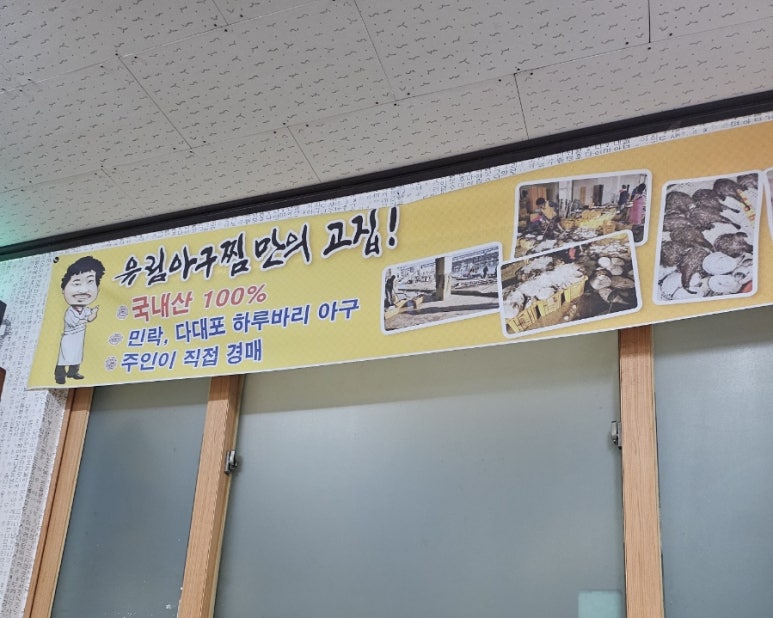 유림아구찜 만의 고집!
국내산 100%
민락, 다대포 하루바리 아구
주인이 직접 경매